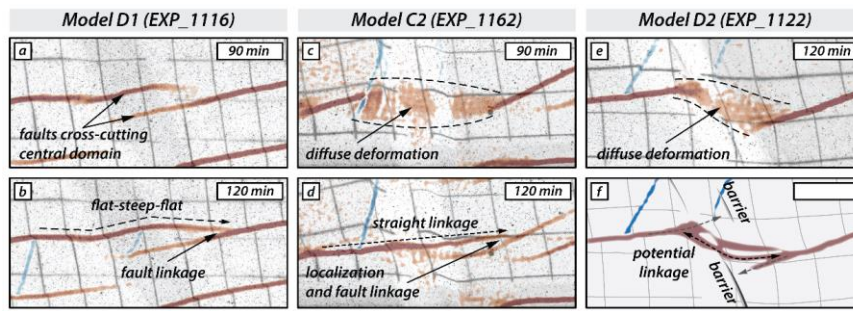 Model D1 (EXP_1116)
Model C2 (EXP_1162)
Model D2 (EXP_1122)
a
90 min
faults cross-cutting
central domain
c
90 min
diffuse deformation
e
120 min
diffuse deformation
b
120 min
flat-steep-flat
fault linkage
d
120 min
straight linkage
localization
and fault linkage
f
barrier
potential
linkage
barrier